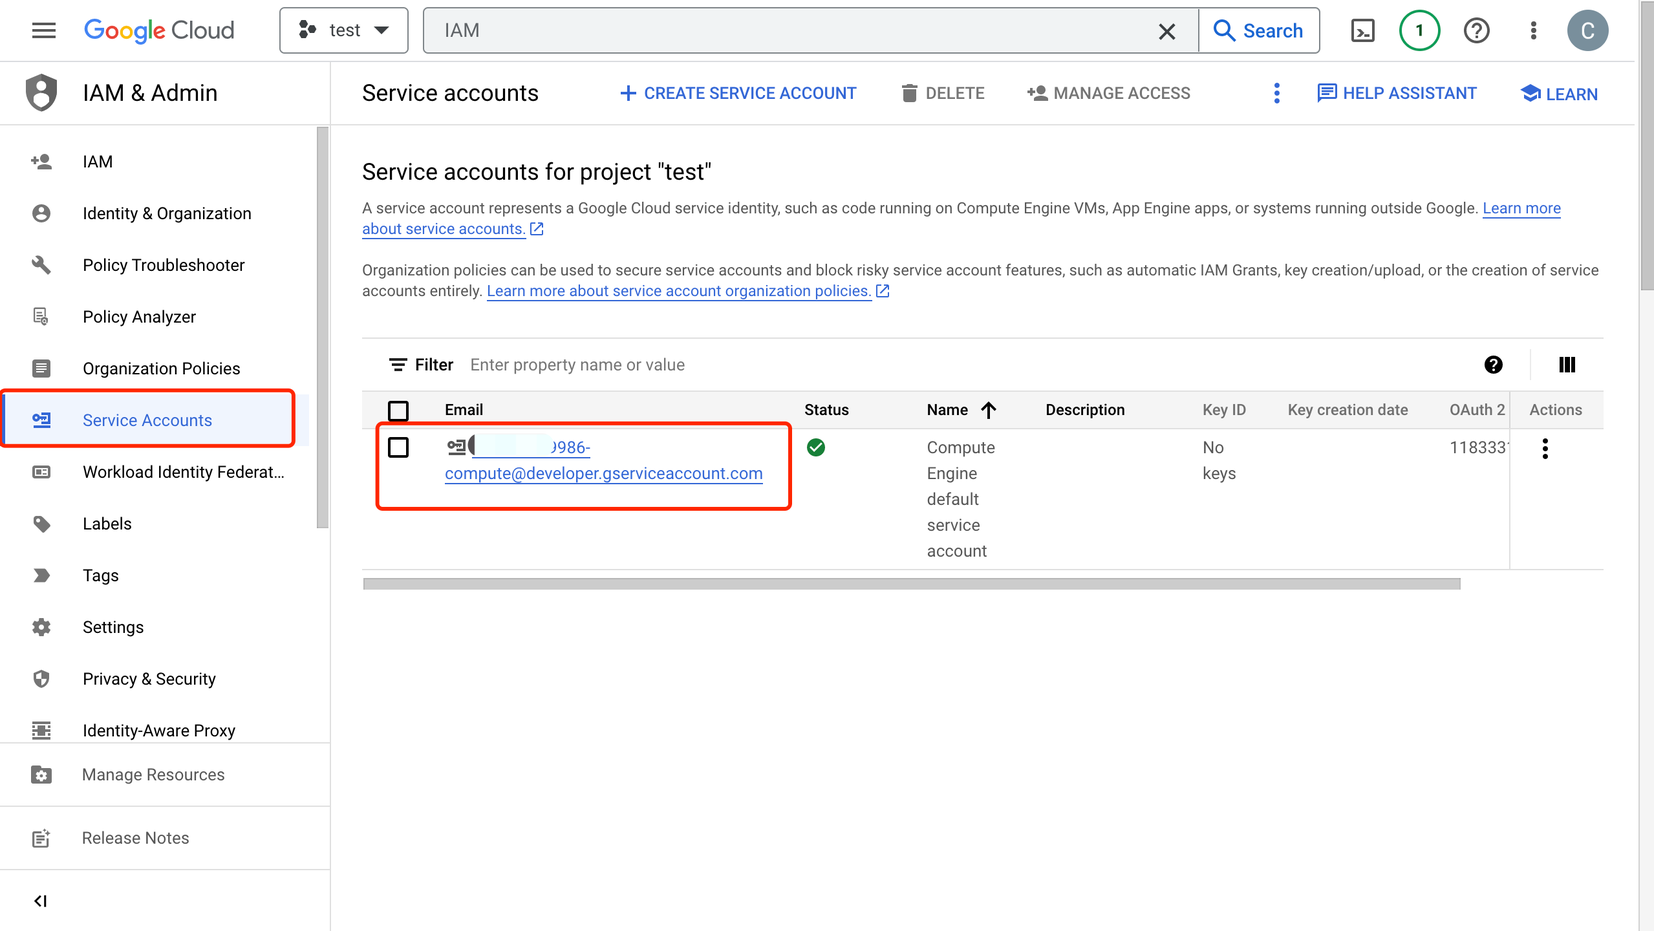 Google Cloud
test
IAM
Search
1
C
IAM & Admin
Service accounts
CREATE SERVICE ACCOUNT
DELETE
MANAGE ACCESS
HELP ASSISTANT
LEARN
IAM
Identity & Organization
Policy Troubleshooter
Policy Analyzer
Organization Policies
Service Accounts
Workload Identity Federat...
Labels
Tags
Settings
Privacy & Security
Identity-Aware Proxy
Manage Resources
Release Notes
Service accounts for project "test"
A service account represents a Google Cloud service identity, such as code running on Compute Engine VMs, App Engine apps, or systems running outside Google. Learn more
about service accounts.
Organization policies can be used to secure service accounts and block risky service account features, such as automatic IAM Grants, key creation/upload, or the creation of service
accounts entirely. Learn more about service account organization policies.
Filter Enter property name or value
Email Status Name Description Key ID Key creation date OAuth 2 Actions
9986-
compute@developer.gserviceaccount.com
Compute
Engine
default
service
account
No
keys
118333